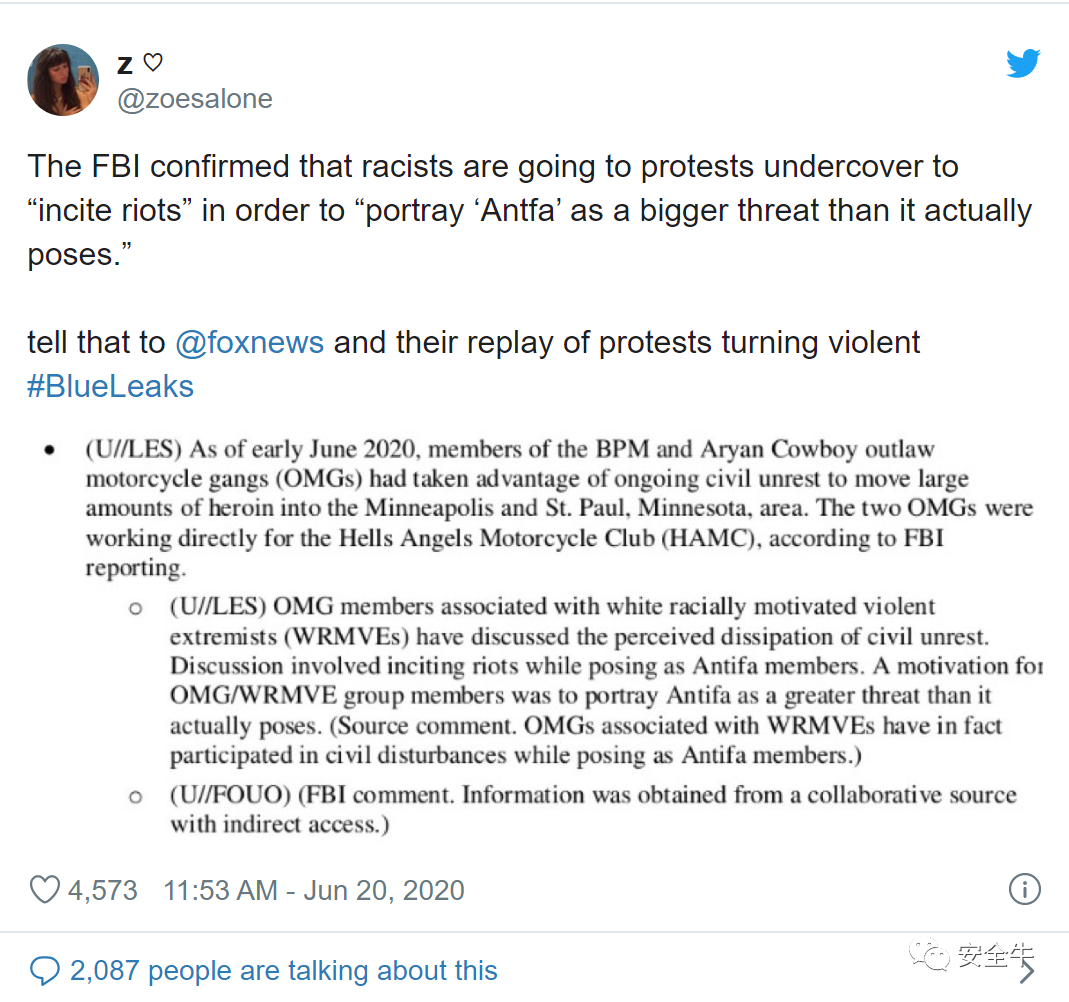 z ♡
@zoesalone
The FBI confirmed that racists are going to protests undercover to
“incite riots” in order to “portray ‘Antfa’ as a bigger threat than it actually
poses.”
tell that to @foxnews and their replay of protests turning violent
#BlueLeaks
• (U//LES) As of early June 2020, members of the BPM and Aryan Cowboy outlaw
motorcycle gangs (OMGs) had taken advantage of ongoing civil unrest to move large
amounts of heroin into the Minneapolis and St. Paul, Minnesota, area. The two OMGs were
working directly for the Hells Angels Motorcycle Club (HAMC), according to FBI
reporting.
o (U//LES) OMG members associated with white racially motivated violent
extremists (WRMVEs) have discussed the perceived dissipation of civil unrest.
Discussion involved inciting riots while posing as Antifa members. A motivation for
OMG/WRMVE group members was to portray Antifa as a greater threat than it
actually poses. (Source comment. OMGs associated with WRMVEs have in fact
participated in civil disturbances while posing as Antifa members.)
o (U//FOUO) (FBI comment. Information was obtained from a collaborative source
with indirect access.)
4,573 11:53 AM - Jun 20, 2020
2,087 people are talking about this
安全牛